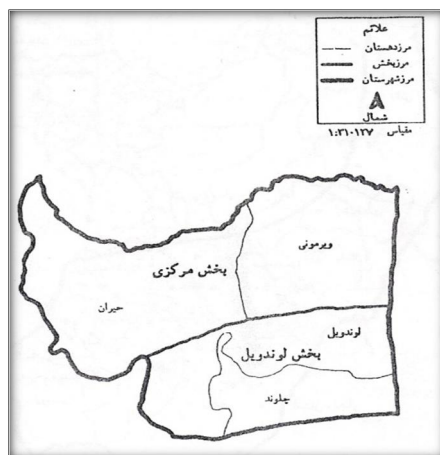 علائم
مرزدهستان
مرزبخش
مرزشهرستان
شمال
مقیاس ۱:۳۱۰۱۲۷
ویرمونی
بخش مرکزی
حیران
لوندویل
بخش لوندویل
چلوند